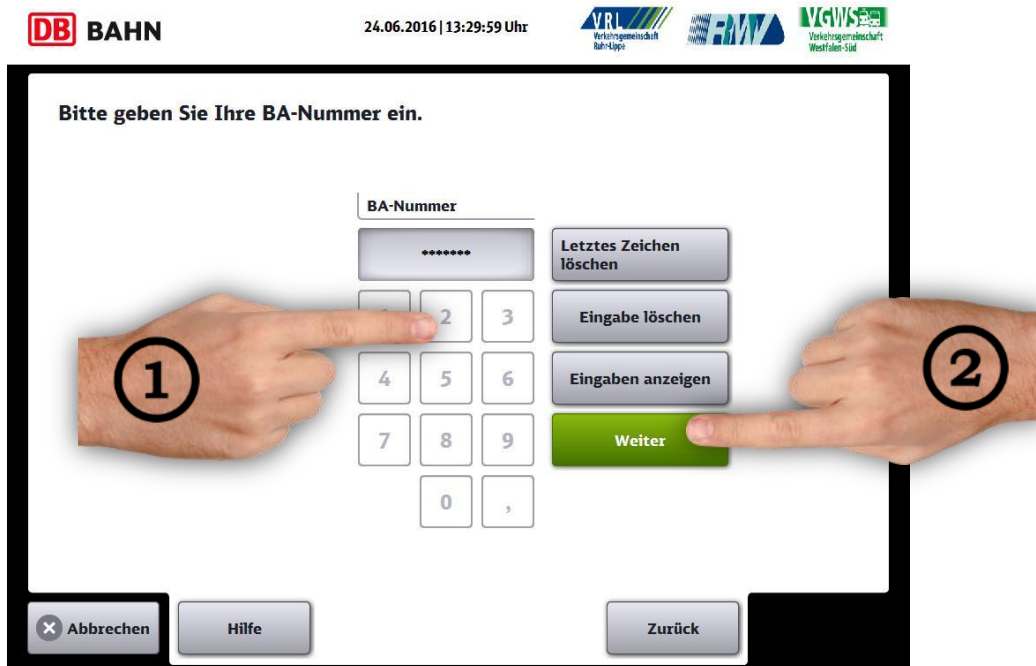 DB BAHN
24.06.2016 | 13:29:59 Uhr
VRL
Verkehrsgemeinschaft
Ruhr-Lippe
RMV
VGWS
Verkehrsgemeinschaft
Westfalen-Süd
Bitte geben Sie Ihre BA-Nummer ein.
BA-Nummer
*******
Letztes Zeichen
löschen
2 3
Eingabe löschen
4 5 6
Eingaben anzeigen
7 8 9
Weiter
0 ,
1
2
Abbrechen
Hilfe
Zurück